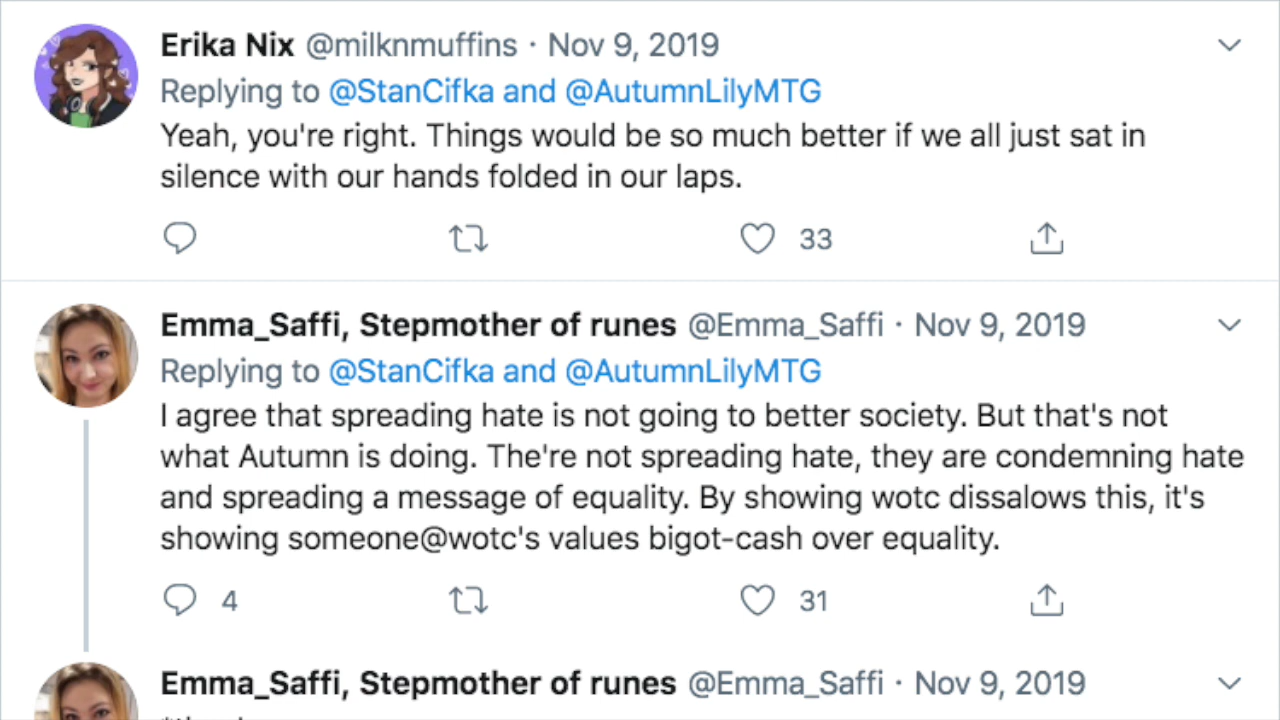 Erika Nix @milknmuffins · Nov 9, 2019
Replying to @StanCifka and @AutumnLilyMTG
Yeah, you're right. Things would be so much better if we all just sat in
silence with our hands folded in our laps.
33
Emma_Saffi, Stepmother of runes @Emma_Saffi · Nov 9, 2019
Replying to @StanCifka and @AutumnLilyMTG
I agree that spreading hate is not going to better society. But that's not
what Autumn is doing. The're not spreading hate, they are condemning hate
and spreading a message of equality. By showing wotc dissalows this, it's
showing someone@wotc's values bigot-cash over equality.
4 31
Emma_Saffi, Stepmother of runes @Emma_Saffi · Nov 9, 2019